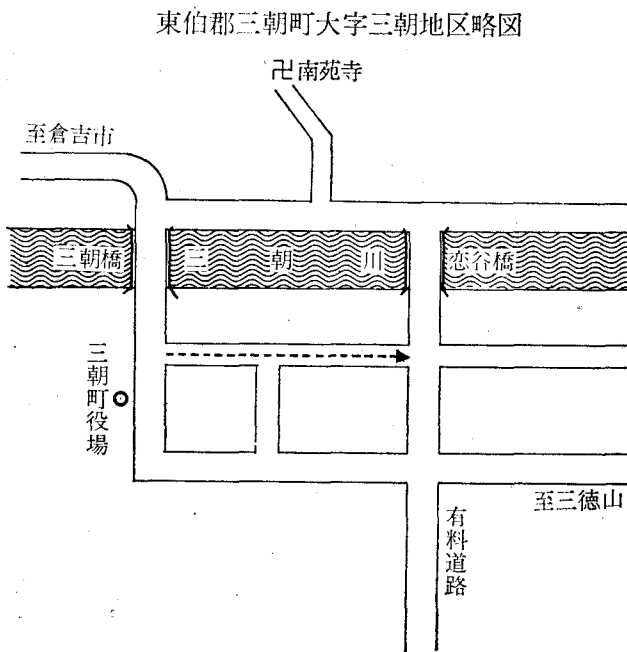 東伯郡三朝町大字三朝地区略図
卍南苑寺
至倉吉市
三朝橋
三朝川
恋谷橋
三朝町役場
至三徳山
有料道路